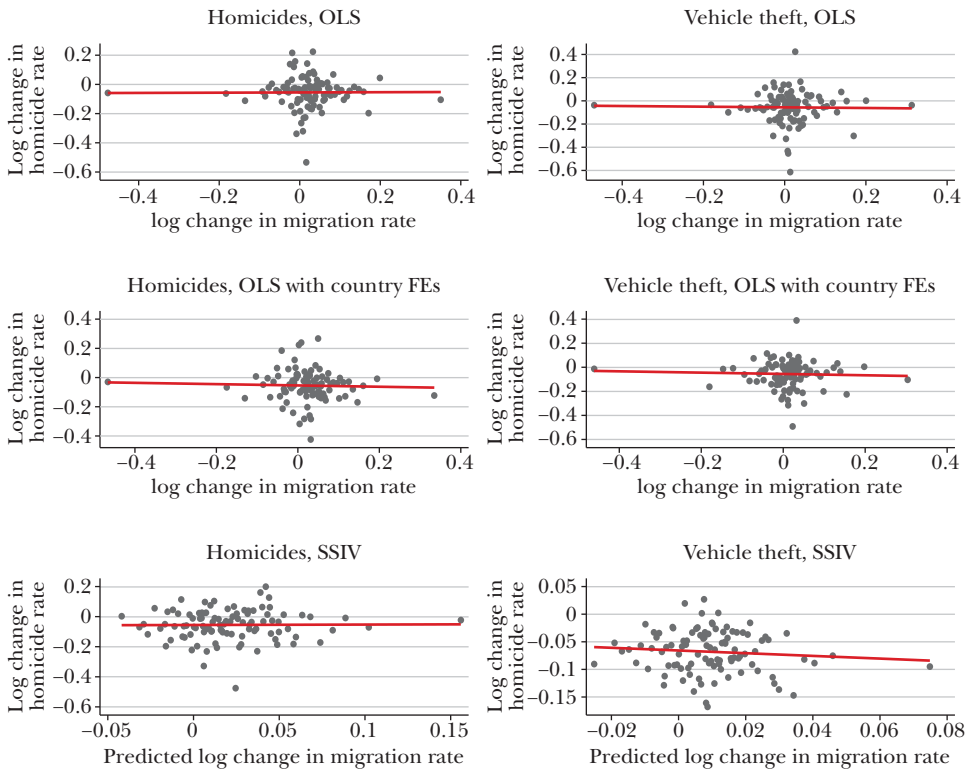 Homicides, OLS
Log change in
homicide rate
0.2
0
−0.2
−0.4
−0.6
−0.4
−0.2
0
0.2
0.4
log change in migration rate
Vehicle theft, OLS
Log change in
homicide rate
0.4
0.2
0
−0.2
−0.4
−0.6
−0.4
−0.2
0
0.2
0.4
log change in migration rate
Homicides, OLS with country FEs
Log change in
homicide rate
0.4
0.2
0
−0.2
−0.4
−0.4
−0.2
0
0.2
0.4
log change in migration rate
Vehicle theft, OLS with country FEs
Log change in
homicide rate
0.4
0.2
0
−0.2
−0.4
−0.6
−0.4
−0.2
0
0.2
0.4
log change in migration rate
Homicides, SSIV
Log change in
homicide rate
0.2
0
−0.2
−0.4
−0.6
−0.05
0
0.05
0.1
0.15
Predicted log change in migration rate
Vehicle theft, SSIV
Log change in
homicide rate
0.05
0
−0.05
−0.1
−0.15
−0.02
0
0.02
0.04
0.06
0.08
Predicted log change in migration rate